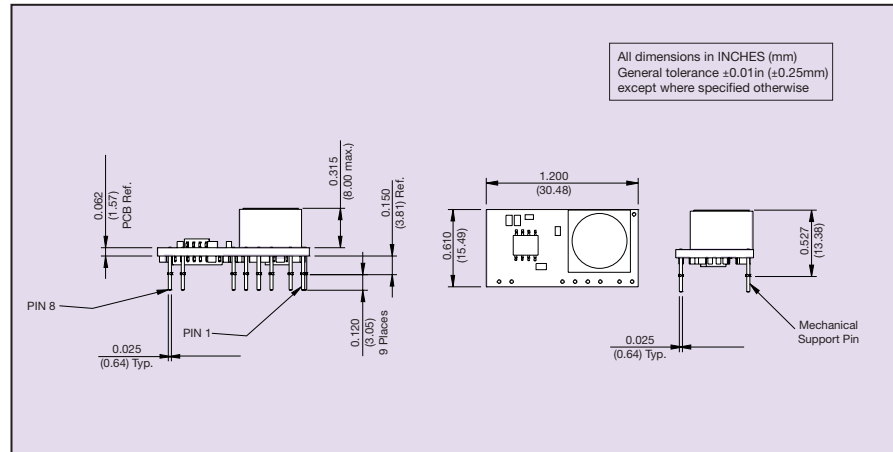 All dimensions in INCHES (mm)
General tolerance ±0.01in (±0.25mm)
except where specified otherwise
0.062
(1.57)
PCB Ref.
0.315
(8.00 max.)
0.150
(3.81) Ref.
1.200
(30.48)
0.610
(15.49)
0.527
(13.38)
PIN 8
PIN 1
0.120
(3.05)
9 Places
0.025
(0.64) Typ.
Mechanical
Support Pin
0.025
(0.64) Typ.